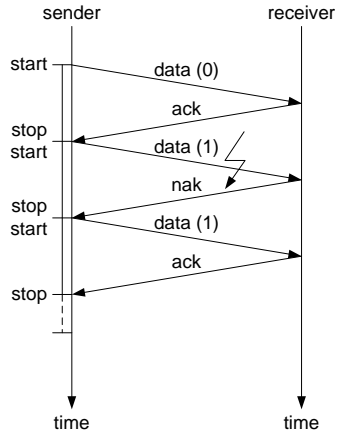 sender receiver
start
data (0)
ack
stop
start
data (1)
nak
stop
start
data (1)
ack
stop
time time